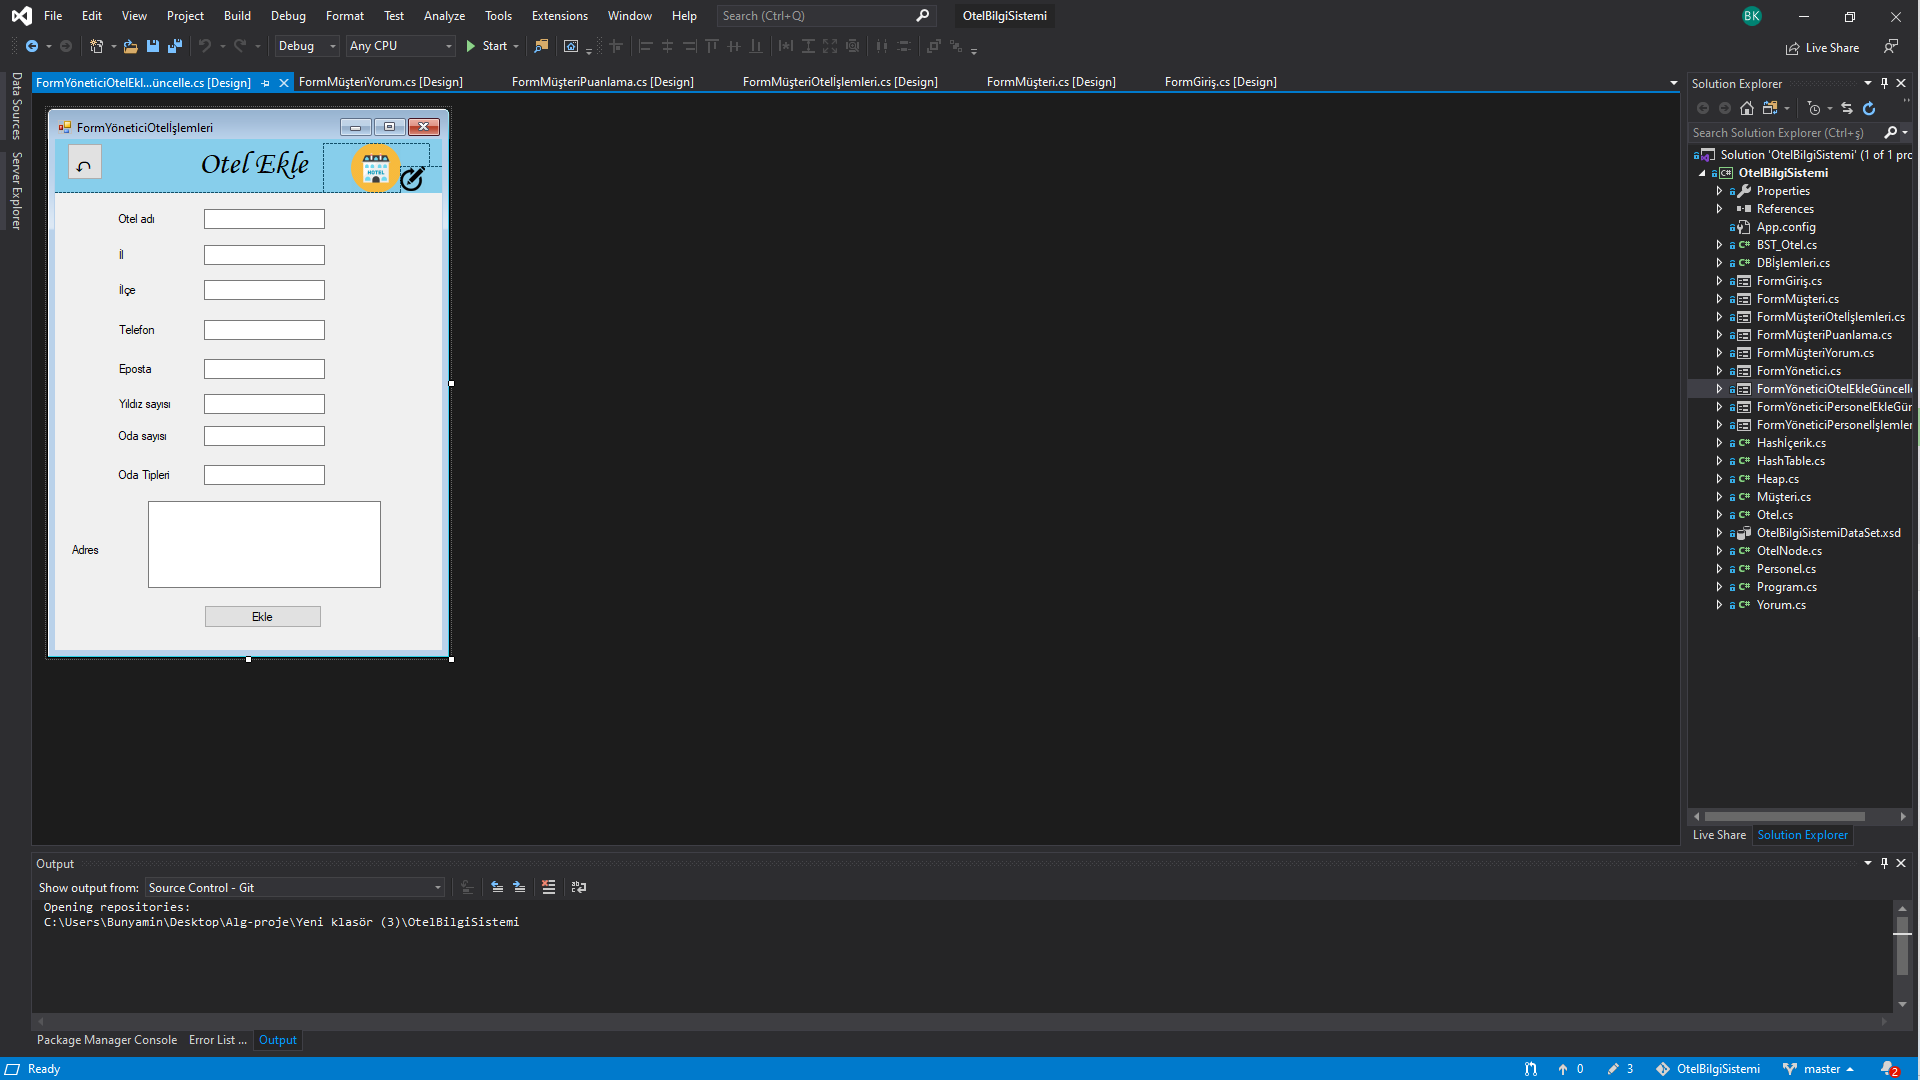 File Edit View Project Build Debug Format Test Analyze Tools Extensions Window Help Search (Ctrl+Q) OtelBilgiSistemi BK
Debug Any CPU Start Live Share
Data Sources
Server Explorer
FormYöneticiOtelEkl...üncelle.cs [Design] FormMüşteriYorum.cs [Design] FormMüşteriPuanlama.cs [Design] FormMüşteriOtelİşlemleri.cs [Design] FormMüşteri.cs [Design] FormGiriş.cs [Design]
FormYöneticiOtelİşlemleri
Otel Ekle
HOTEL
Otel adı
İl
İlçe
Telefon
Eposta
Yıldız sayısı
Oda sayısı
Oda Tipleri
Adres
Ekle
Solution Explorer
Search Solution Explorer (Ctrl+ş)
Solution 'OtelBilgiSistemi' (1 of 1 pro
OtelBilgiSistemi
Properties
References
App.config
BST_Otel.cs
DBİşlemleri.cs
FormGiriş.cs
FormMüşteri.cs
FormMüşteriOtelİşlemleri.cs
FormMüşteriPuanlama.cs
FormMüşteriYorum.cs
FormYönetici.cs
FormYöneticiOtelEkleGüncelle
FormYöneticiPersonelEkleGün
FormYöneticiPersonelİşlemler
Hashİçerik.cs
HashTable.cs
Heap.cs
Müşteri.cs
Otel.cs
OtelBilgiSistemiDataSet.xsd
OtelNode.cs
Personel.cs
Program.cs
Yorum.cs
Live Share Solution Explorer
Output
Show output from: Source Control - Git
Opening repositories:
C:\Users\Bunyamin\Desktop\Alg-proje\Yeni klasör (3)\OtelBilgiSistemi
Package Manager Console Error List ... Output
Ready 0 3 OtelBilgiSistemi master 2